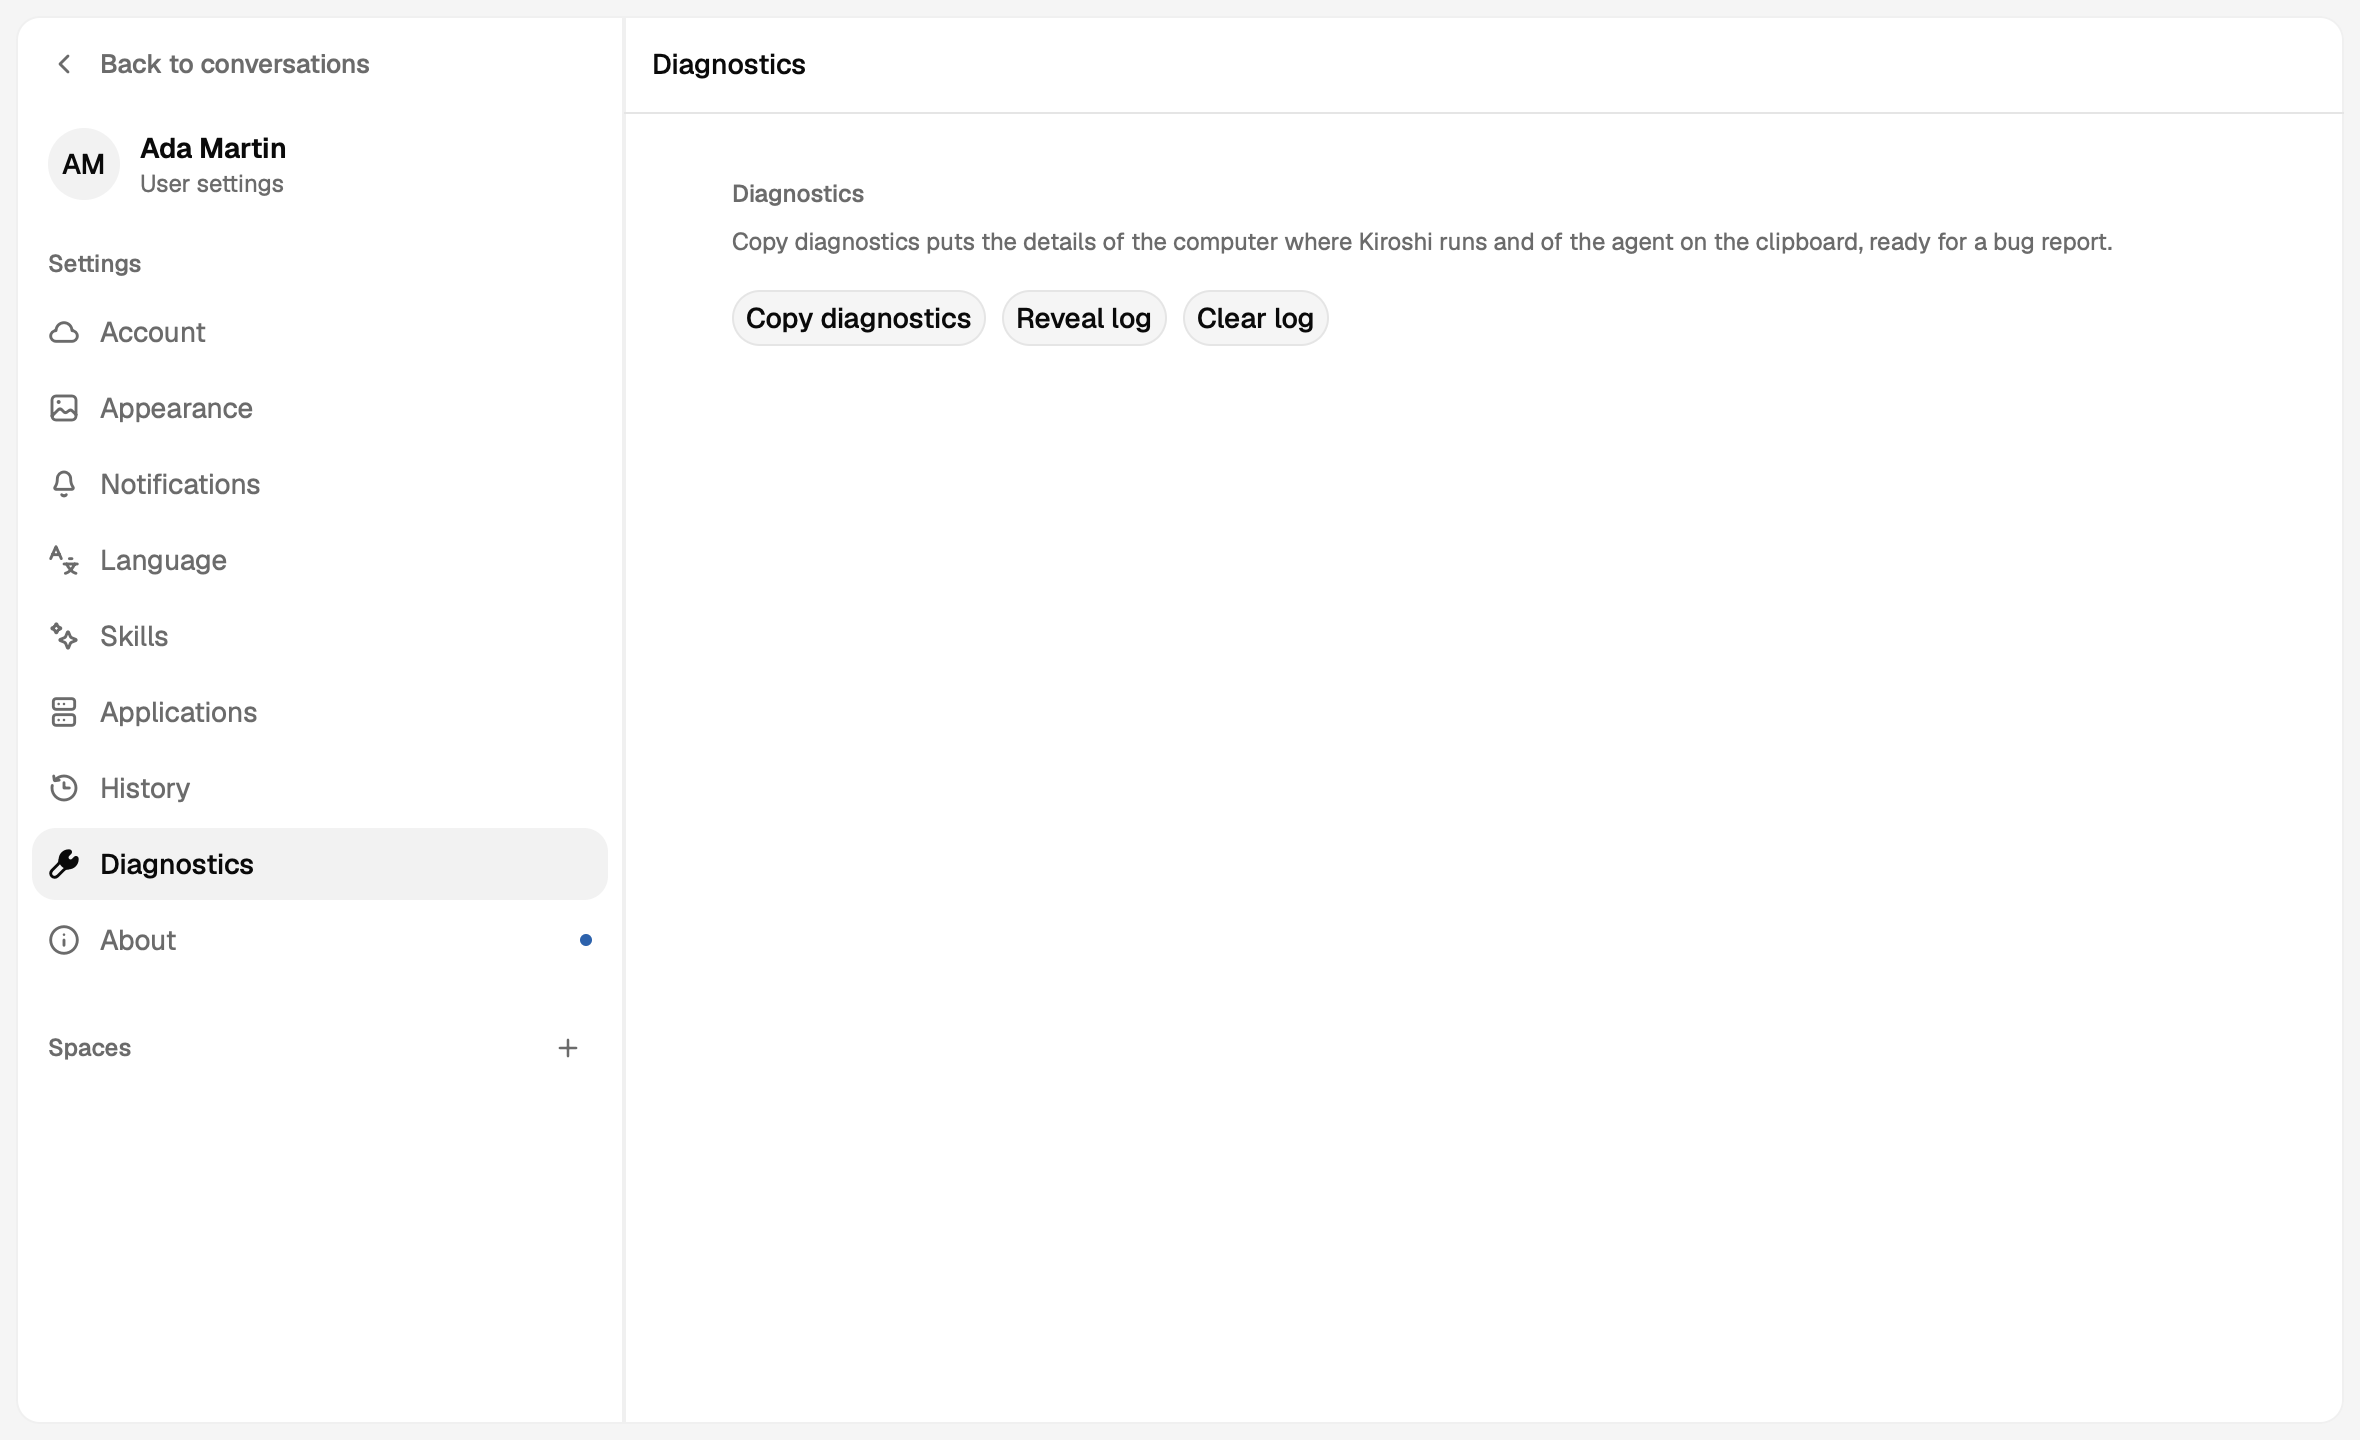 Back to conversations
AM
Ada Martin
User settings
Settings
Account
Appearance
Notifications
Language
Skills
Applications
History
Diagnostics
About
Spaces
Diagnostics
Diagnostics
Copy diagnostics puts the details of the computer where Kiroshi runs and of the agent on the clipboard, ready for a bug report.
Copy diagnostics
Reveal log
Clear log